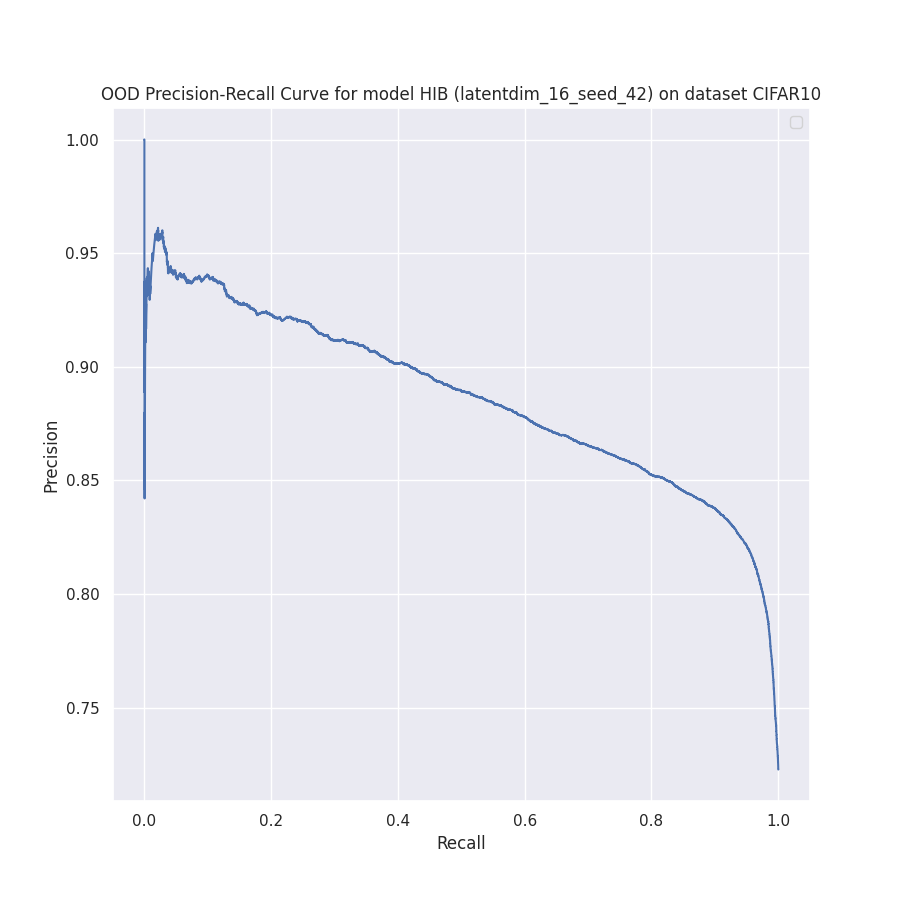 OOD Precision-Recall Curve for model HIB (latentdim_16_seed_42) on dataset CIFAR10
1.00
0.95
0.90
0.85
0.80
0.75
Precision
0.0 0.2 0.4 0.6 0.8 1.0
Recall